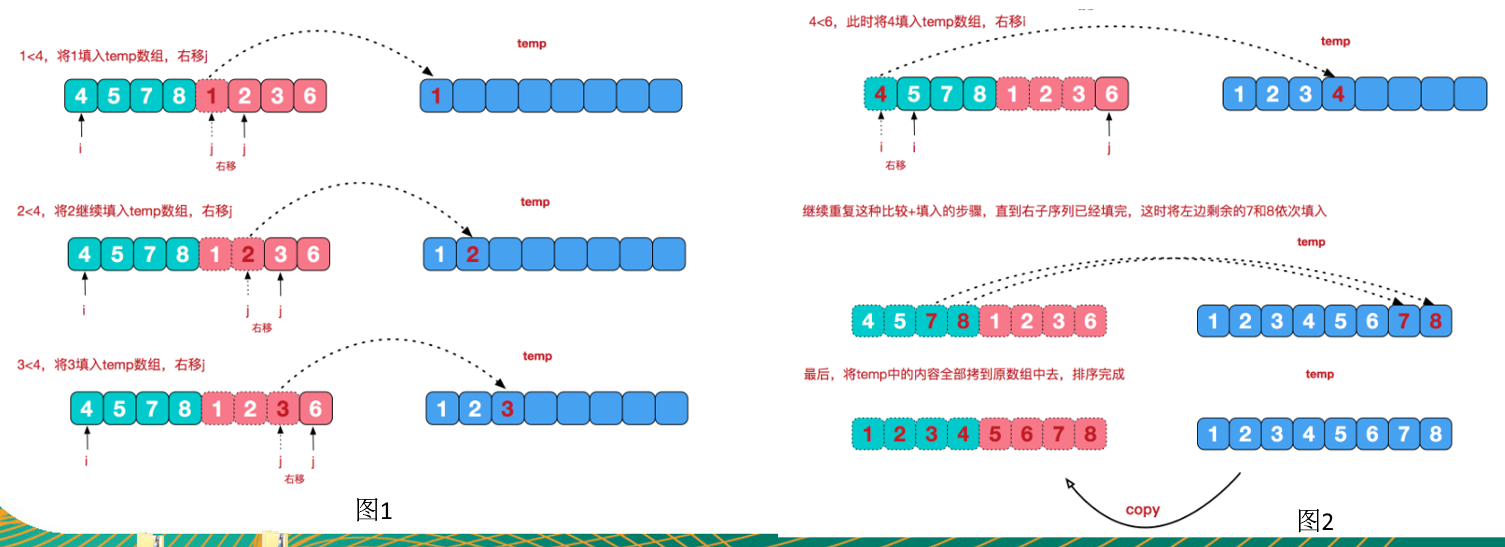 1<4，将1填入temp数组，右移j
temp
4 5 7 8 1 2 3 6
1
i j j
右移
2<4，将2继续填入temp数组，右移j
temp
4 5 7 8 1 2 3 6
1 2
i j j
右移
3<4，将3填入temp数组，右移j
temp
4 5 7 8 1 2 3 6
1 2 3
i j j
右移
图1
4<6，此时将4填入temp数组，右移i
temp
4 5 7 8 1 2 3 6
1 2 3 4
i i j
右移
继续重复这种比较+填入的步骤，直到右子序列已经填完，这时将左边剩余的7和8依次填入
temp
4 5 7 8 1 2 3 6
1 2 3 4 5 6 7 8
最后，将temp中的内容全部拷到原数组中去，排序完成
temp
1 2 3 4 5 6 7 8
1 2 3 4 5 6 7 8
copy
图2